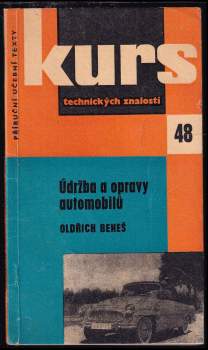 PŘÍRUČNÍ UČEBNÍ TEXTY
kurs
technických znalostí
48
Údržba a opravy
automobilů
OLDŘICH BENEŠ